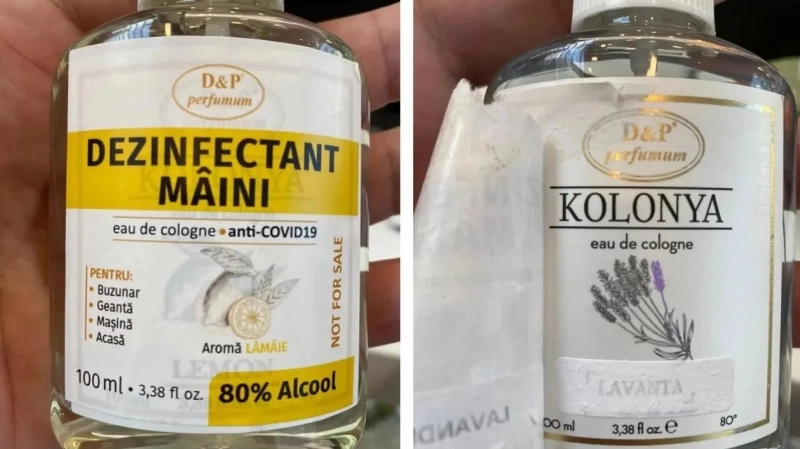 D&P®
perfumum
DEZINFECTANT
MÂINI
eau de cologne • anti-COVID19
PENTRU:
• Buzunar
• Geantă
• Mașină
• Acasă
NOT FOR SALE
Aromă LĂMÂIE
LEMON
100 ml • 3,38 fl oz.
80% Alcool
D&P®
perfumum
KOLONYA
eau de cologne
LAVANTA
00 ml 3,38 fl oz. e 80°